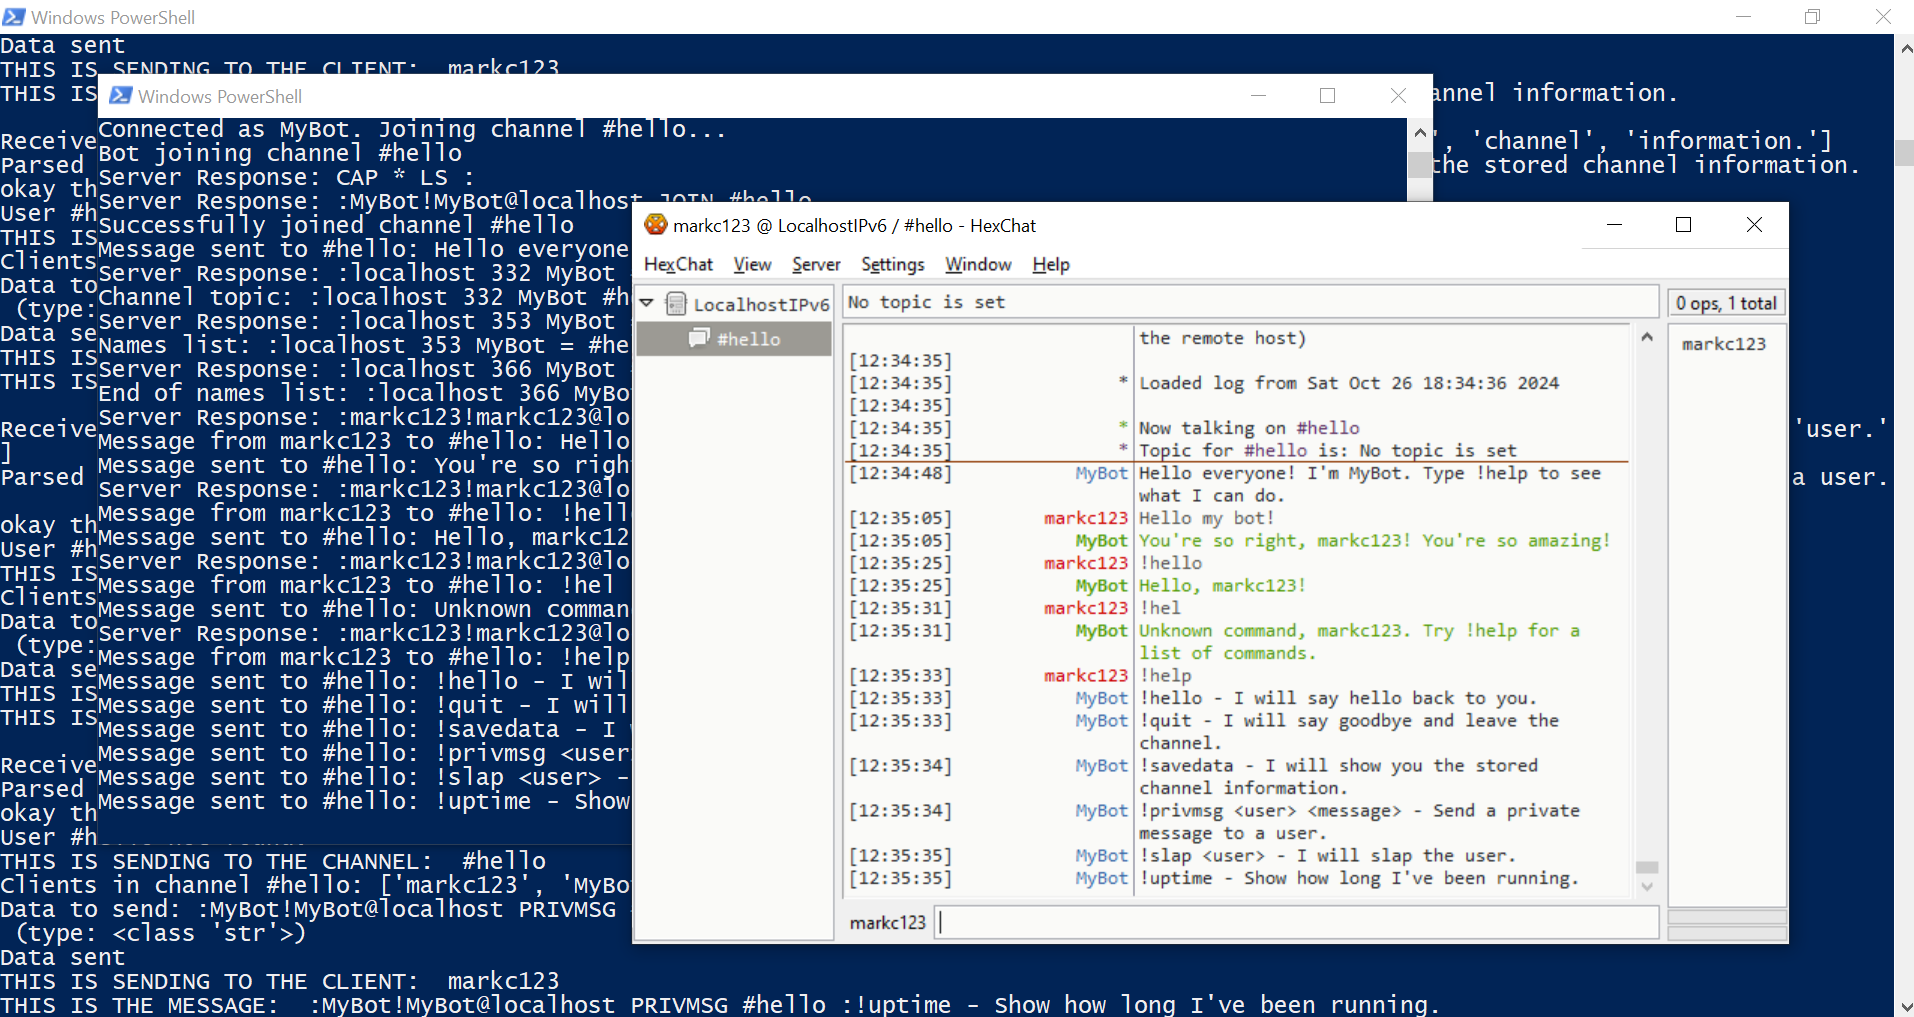 Windows PowerShell
Data sent
THIS IS SENDING TO THE CLIENT:  markc123
THIS IS
annel information.
Receive
', 'channel', 'information.']
Parsed
the stored channel information.
okay th
User #h
THIS IS
Clients
Data to
(type:
Data se
THIS IS
THIS IS
Receive
'user.'
]
Parsed
a user.
okay th
User #h
THIS IS
Clients
Data to
(type:
Data se
THIS IS
THIS IS
Receive
Parsed
okay th
User #h
THIS IS SENDING TO THE CHANNEL:  #hello
Clients in channel #hello: ['markc123', 'MyBo
Data to send: :MyBot!MyBot@localhost PRIVMSG
(type: <class 'str'>)
Data sent
THIS IS SENDING TO THE CLIENT:  markc123
THIS IS THE MESSAGE:  :MyBot!MyBot@localhost PRIVMSG #hello :!uptime - Show how long I've been running.
Windows PowerShell
Connected as MyBot. Joining channel #hello...
Bot joining channel #hello
Server Response: CAP * LS :
Server Response: :MyBot!MyBot@localhost JOIN #hello
Successfully joined channel #hello
Message sent to #hello: Hello everyone
Server Response: :localhost 332 MyBot
Channel topic: :localhost 332 MyBot #h
Server Response: :localhost 353 MyBot
Names list: :localhost 353 MyBot = #he
Server Response: :localhost 366 MyBot
End of names list: :localhost 366 MyBo
Server Response: :markc123!markc123@lo
Message from markc123 to #hello: Hello
Message sent to #hello: You're so righ
Server Response: :markc123!markc123@lo
Message from markc123 to #hello: !hell
Message sent to #hello: Hello, markc12
Server Response: :markc123!markc123@lo
Message from markc123 to #hello: !hel
Message sent to #hello: Unknown comman
Server Response: :markc123!markc123@lo
Message from markc123 to #hello: !help
Message sent to #hello: !hello - I wil
Message sent to #hello: !quit - I will
Message sent to #hello: !savedata - I
Message sent to #hello: !privmsg <user
Message sent to #hello: !slap <user> -
Message sent to #hello: !uptime - Show
markc123 @ LocalhostIPv6 / #hello - HexChat
HexChat View Server Settings Window Help
LocalhostIPv6
#hello
No topic is set
0 ops, 1 total
markc123
the remote host)
[12:34:35]
[12:34:35] * Loaded log from Sat Oct 26 18:34:36 2024
[12:34:35]
[12:34:35] * Now talking on #hello
[12:34:35] * Topic for #hello is: No topic is set
[12:34:48] MyBot Hello everyone! I'm MyBot. Type !help to see
what I can do.
[12:35:05] markc123 Hello my bot!
[12:35:05] MyBot You're so right, markc123! You're so amazing!
[12:35:25] markc123 !hello
[12:35:25] MyBot Hello, markc123!
[12:35:31] markc123 !hel
[12:35:31] MyBot Unknown command, markc123. Try !help for a
list of commands.
[12:35:33] markc123 !help
[12:35:33] MyBot !hello - I will say hello back to you.
[12:35:33] MyBot !quit - I will say goodbye and leave the
channel.
[12:35:34] MyBot !savedata - I will show you the stored
channel information.
[12:35:34] MyBot !privmsg <user> <message> - Send a private
message to a user.
[12:35:35] MyBot !slap <user> - I will slap the user.
[12:35:35] MyBot !uptime - Show how long I've been running.
markc123